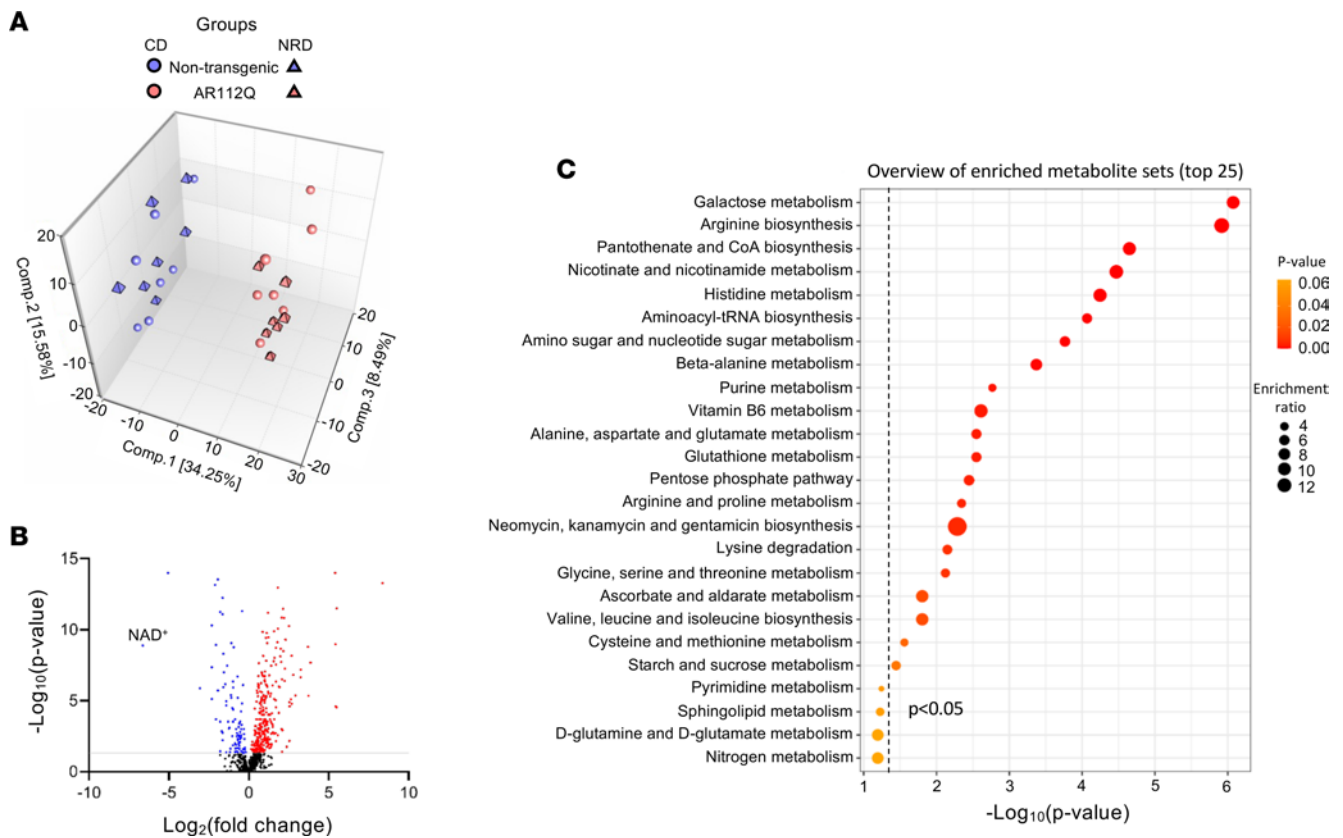 A
Groups
CD NRD
Non-transgenic
AR112Q
20
10
0
-10
-20
Comp.2 [15.58%]
-20
-10
0
10
20
30
Comp.1 [34.25%]
20
10
0
-10
-20
Comp.3 [8.49%]
B
15
10
5
0
-Log10(p-value)
NAD+
-10 -5 0 5 10
Log2(fold change)
C
Overview of enriched metabolite sets (top 25)
Galactose metabolism
Arginine biosynthesis
Pantothenate and CoA biosynthesis
Nicotinate and nicotinamide metabolism
Histidine metabolism
Aminoacyl-tRNA biosynthesis
Amino sugar and nucleotide sugar metabolism
Beta-alanine metabolism
Purine metabolism
Vitamin B6 metabolism
Alanine, aspartate and glutamate metabolism
Glutathione metabolism
Pentose phosphate pathway
Arginine and proline metabolism
Neomycin, kanamycin and gentamicin biosynthesis
Lysine degradation
Glycine, serine and threonine metabolism
Ascorbate and aldarate metabolism
Valine, leucine and isoleucine biosynthesis
Cysteine and methionine metabolism
Starch and sucrose metabolism
Pyrimidine metabolism
Sphingolipid metabolism
D-glutamine and D-glutamate metabolism
Nitrogen metabolism
p<0.05
1 2 3 4 5 6
-Log10(p-value)
P-value
0.06
0.04
0.02
0.00
Enrichment
ratio
4
6
8
10
12